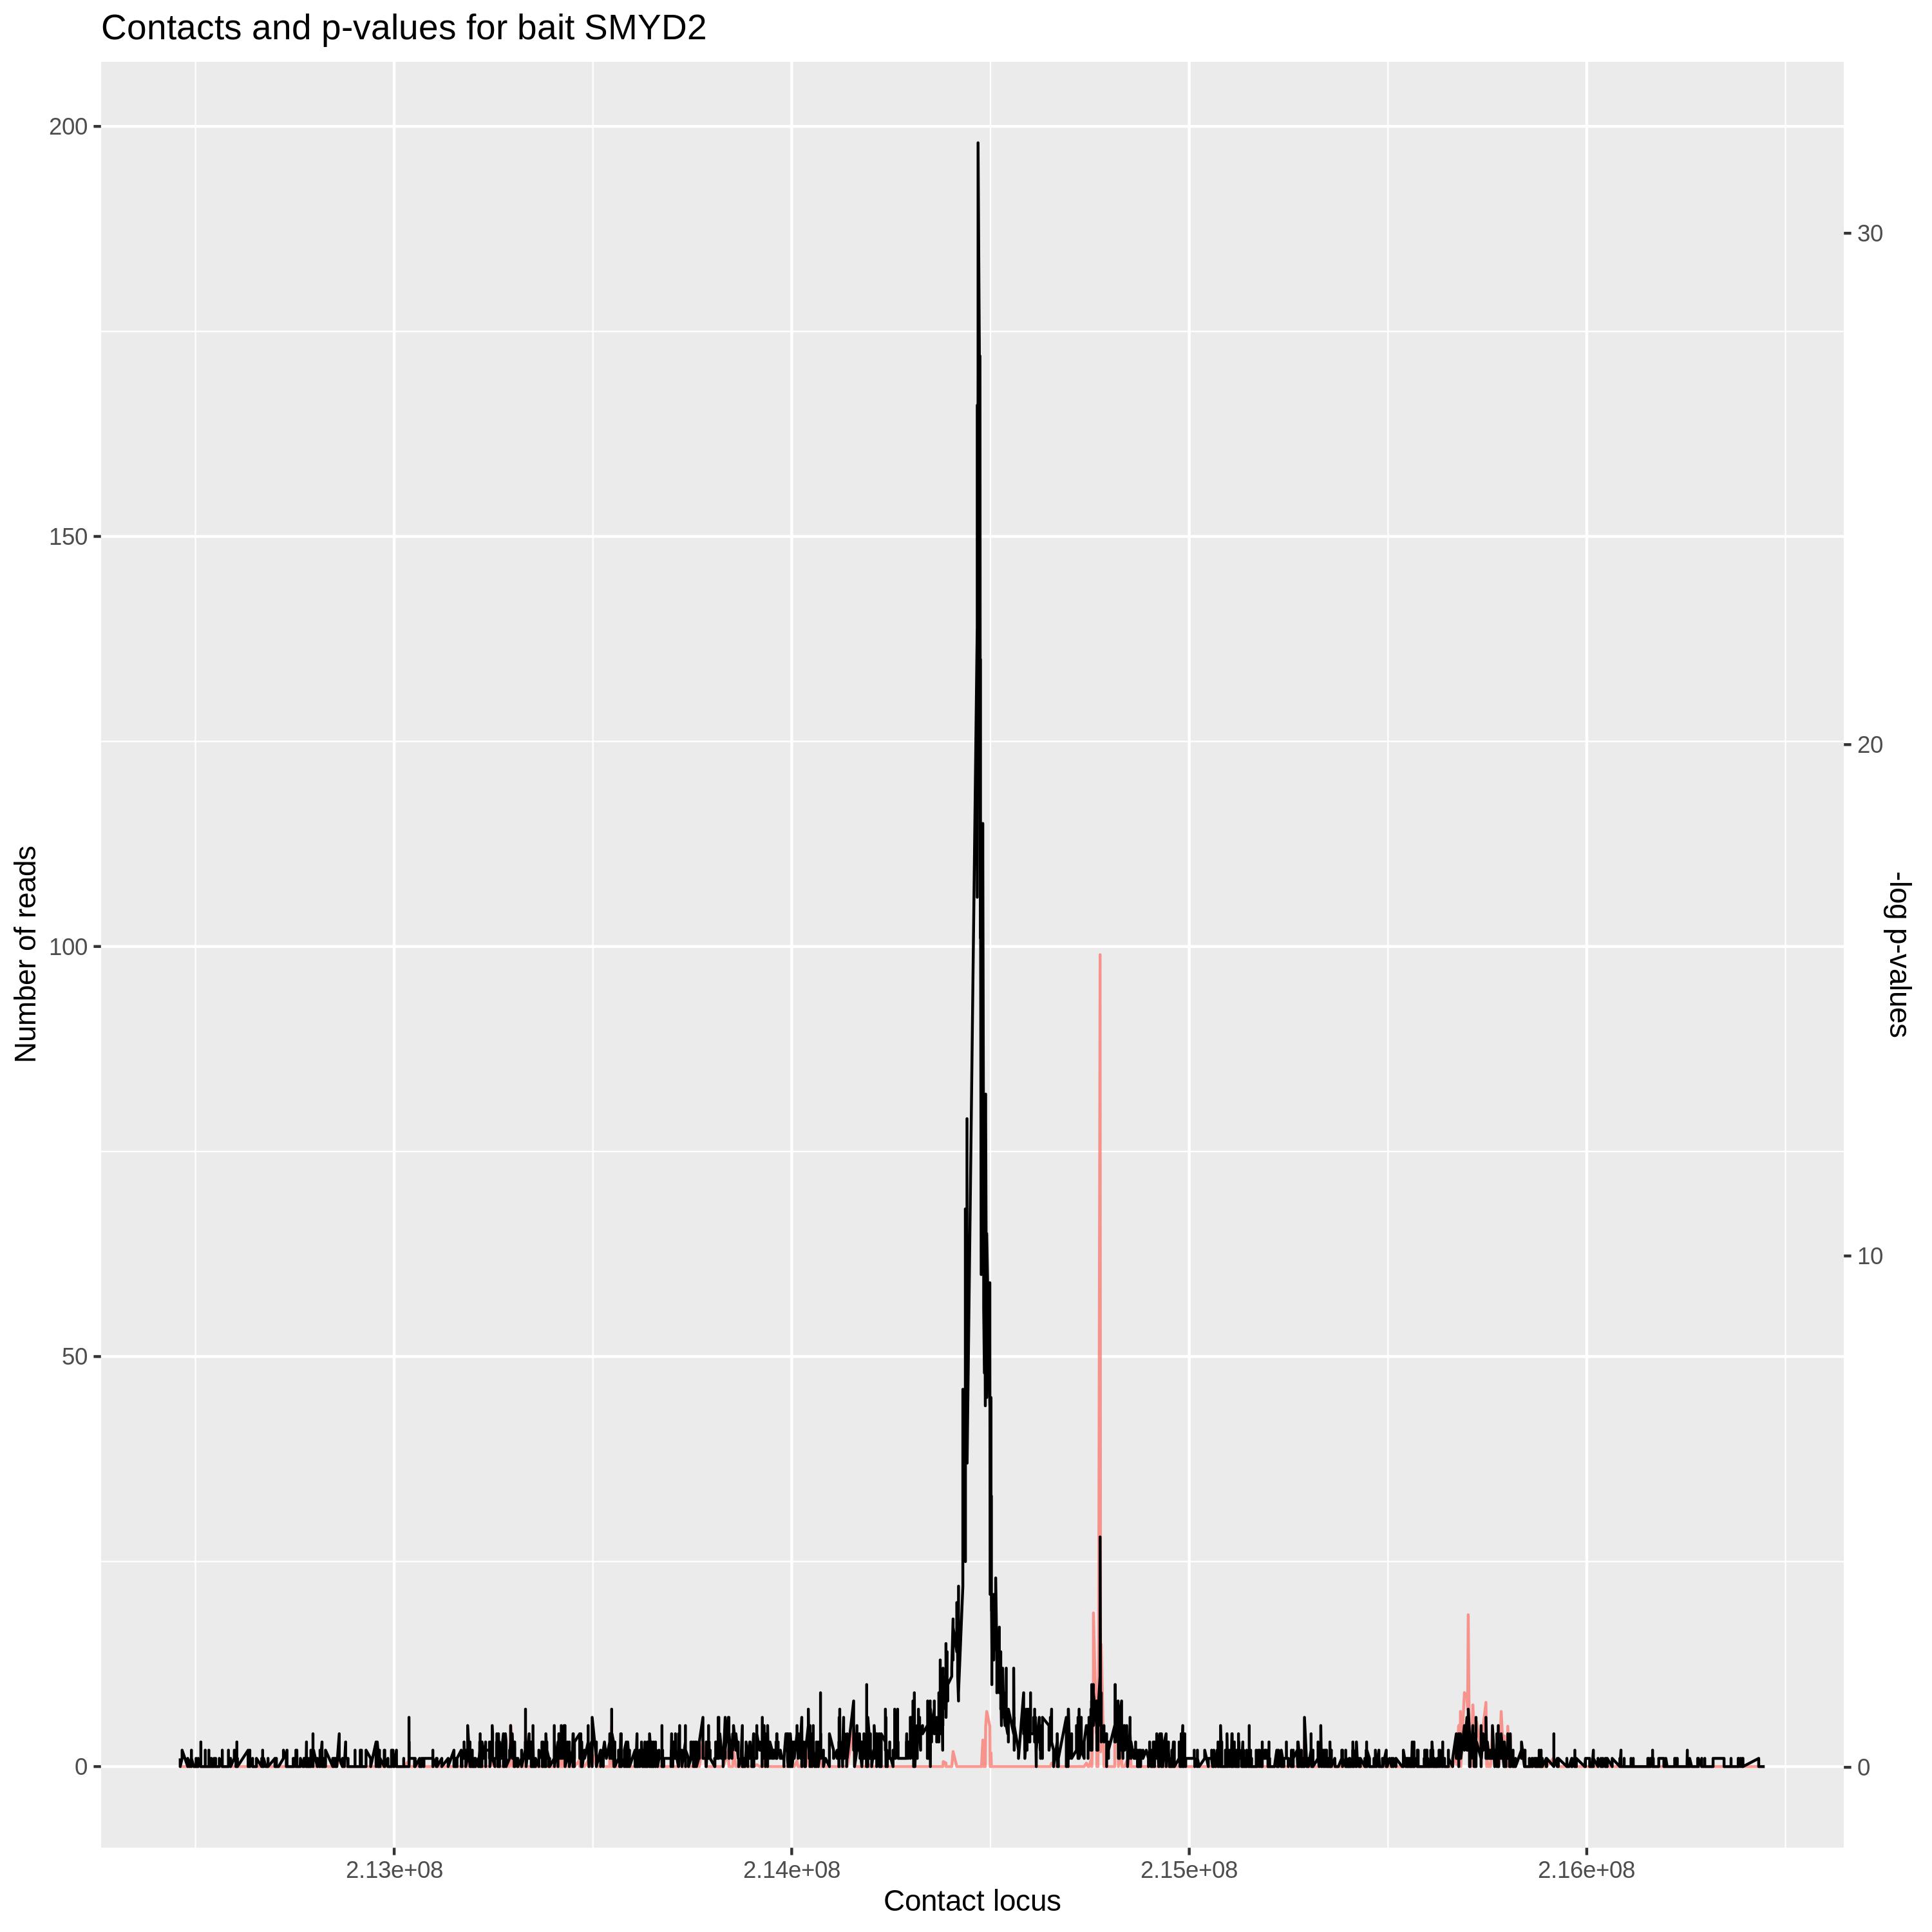 Contacts and p-values for bait SMYD2
200
150
100
50
0
Number of reads
30
20
10
0
-log p-values
2.13e+08
2.14e+08
2.15e+08
2.16e+08
Contact locus